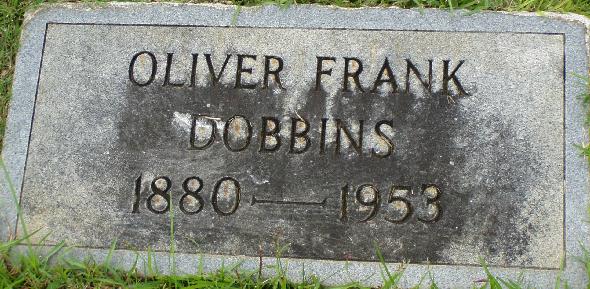 OLIVER FRANK
DOBBINS
1880 — 1953